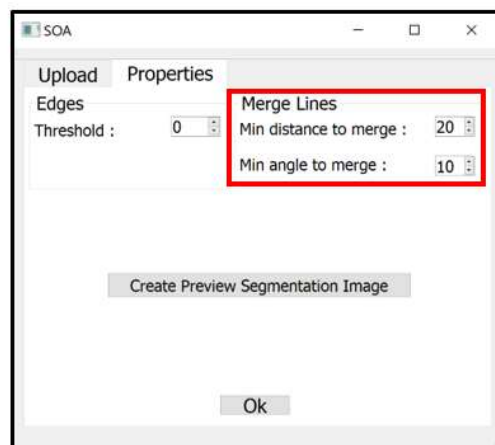 SOA
Upload Properties
Edges
Threshold : 0
Merge Lines
Min distance to merge : 20
Min angle to merge : 10
Create Preview Segmentation Image
Ok